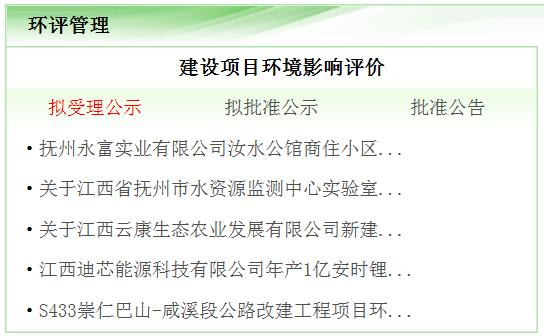 环评管理
建设项目环境影响评价
拟受理公示 拟批准公示 批准公告
·抚州永富实业有限公司汝水公馆商住小区...
·关于江西省抚州市水资源监测中心实验室...
·关于江西云康生态农业发展有限公司新建...
·江西迪芯能源科技有限公司年产1亿安时锂...
·S433崇仁巴山-咸溪段公路改建工程项目环...